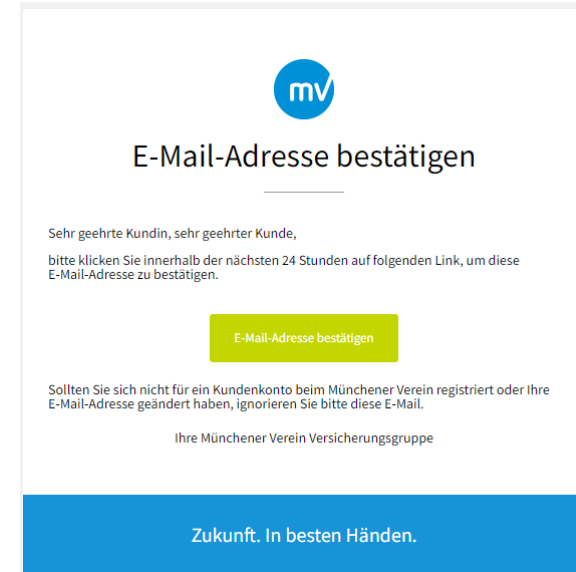 mv
E-Mail-Adresse bestätigen
Sehr geehrte Kundin, sehr geehrter Kunde,
bitte klicken Sie innerhalb der nächsten 24 Stunden auf folgenden Link, um diese
E-Mail-Adresse zu bestätigen.
E-Mail-Adresse bestätigen
Sollten Sie sich nicht für ein Kundenkonto beim Münchener Verein registriert oder Ihre
E-Mail-Adresse geändert haben, ignorieren Sie bitte diese E-Mail.
Ihre Münchener Verein Versicherungsgruppe
Zukunft. In besten Händen.